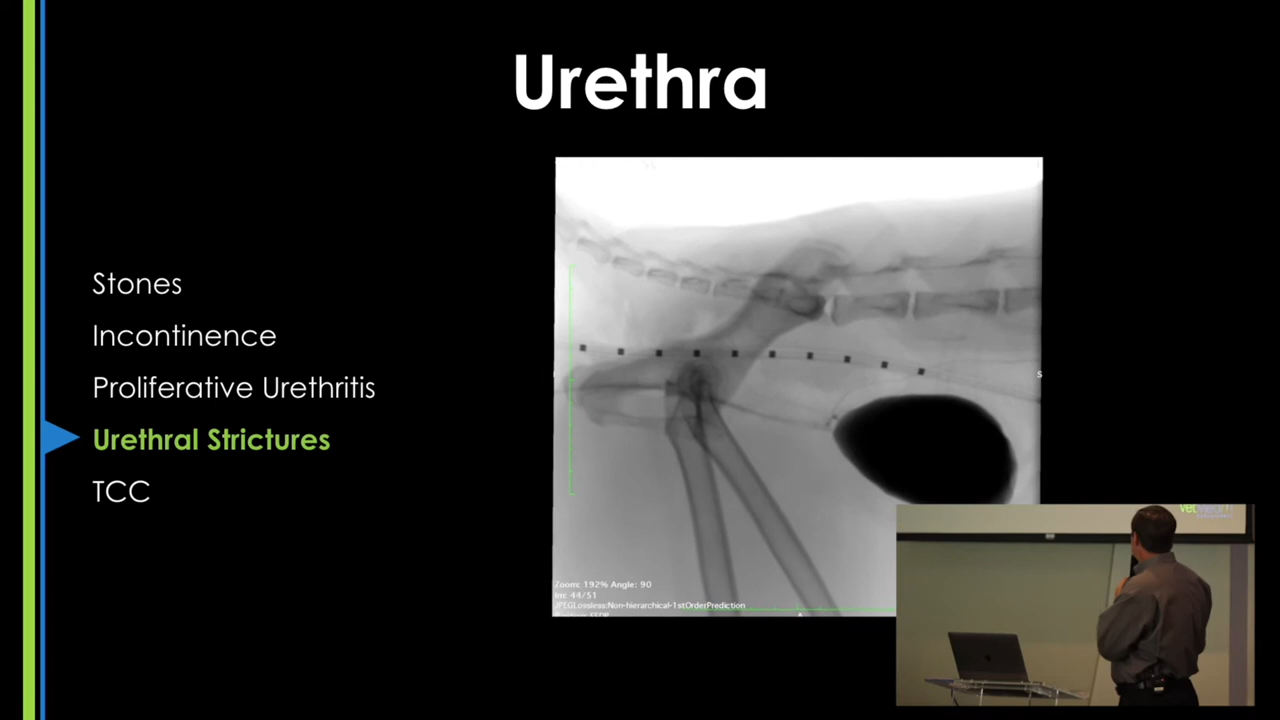 Urethra
Stones
Incontinence
Proliferative Urethritis
Urethral Strictures
TCC
S
Zoom: 192% Angle: 90
Im: 44/51
JPEGLossless:Non-hierarchical-1stOrderPrediction
A